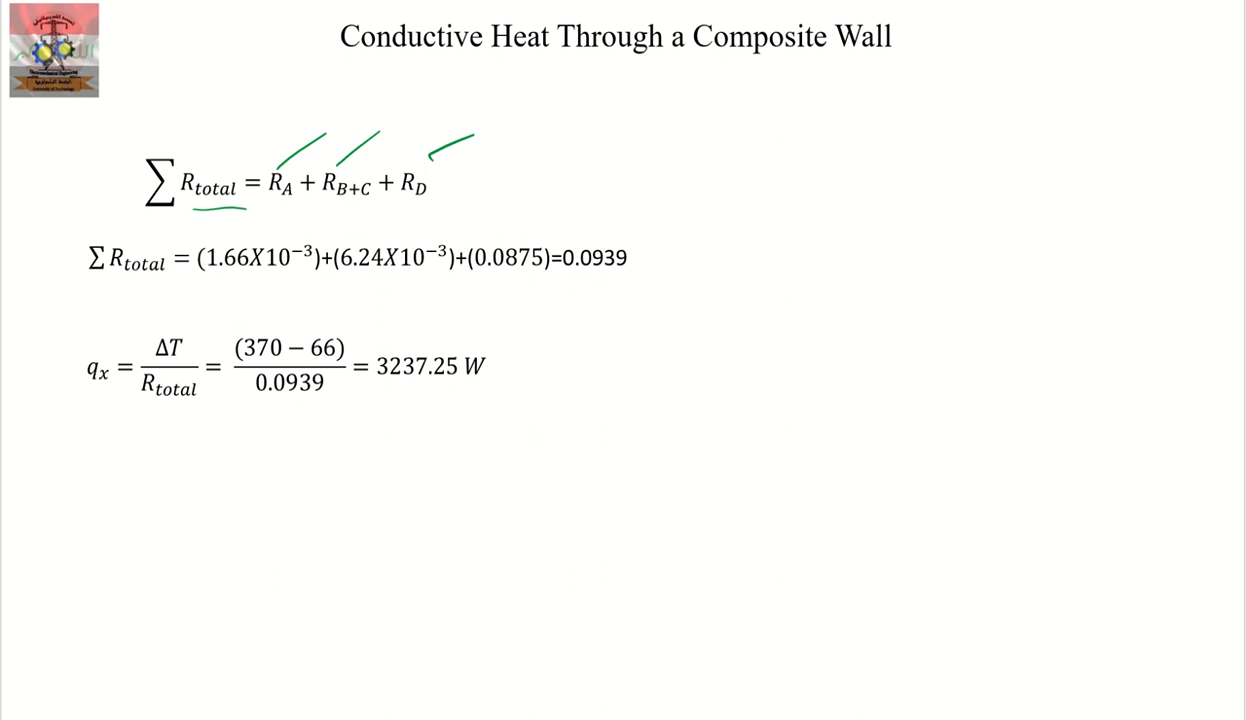 Conductive Heat Through a Composite Wall
∑ R_total = R_A + R_{B+C} + R_D
∑ R_total = (1.66X10⁻³)+(6.24X10⁻³)+(0.0875)=0.0939
q_x = ΔT / R_total = (370 − 66) / 0.0939 = 3237.25 W